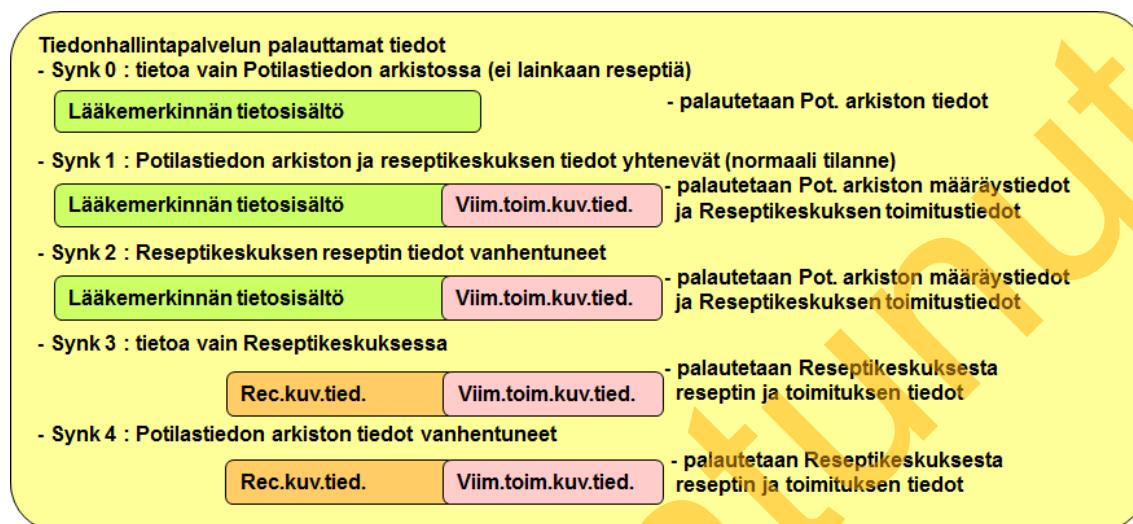 Tiedonhallintapalvelun palauttamat tiedot
- Synk 0 : tietoa vain Potilastiedon arkistossa (ei lainkaan reseptiä)
Lääkemerkinnän tietosisältö
- palautetaan Pot. arkiston tiedot
- Synk 1 : Potilastiedon arkiston ja reseptikeskuksen tiedot yhtenevät (normaali tilanne)
Lääkemerkinnän tietosisältö
Viim.toim.kuv.tied.
- palautetaan Pot. arkiston määräystiedot
ja Reseptikeskuksen toimitustiedot
- Synk 2 : Reseptikeskuksen reseptin tiedot vanhentuneet
Lääkemerkinnän tietosisältö
Viim.toim.kuv.tied.
- palautetaan Pot. arkiston määräystiedot
ja Reseptikeskuksen toimitustiedot
- Synk 3 : tietoa vain Reseptikeskuksessa
Rec.kuv.tied.
Viim.toim.kuv.tied.
- palautetaan Reseptikeskuksesta
reseptin ja toimituksen tiedot
- Synk 4 : Potilastiedon arkiston tiedot vanhentuneet
Rec.kuv.tied.
Viim.toim.kuv.tied.
- palautetaan Reseptikeskuksesta
reseptin ja toimituksen tiedot